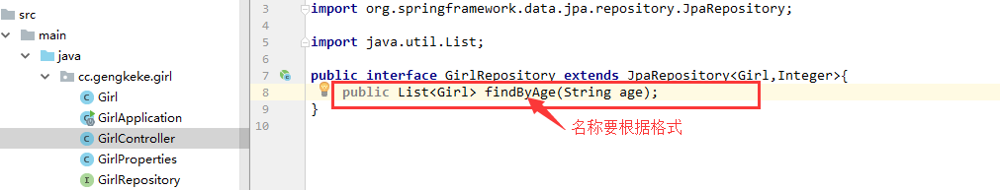 src
main
java
cc.gengkeke.girl
Girl
GirlApplication
GirlController
GirlProperties
GirlRepository
3 import org.springframework.data.jpa.repository.JpaRepository;
4
5 import java.util.List;
6
7 public interface GirlRepository extends JpaRepository<Girl,Integer>{
8 public List<Girl> findByAge(String age);
9 }
10
名称要根据格式